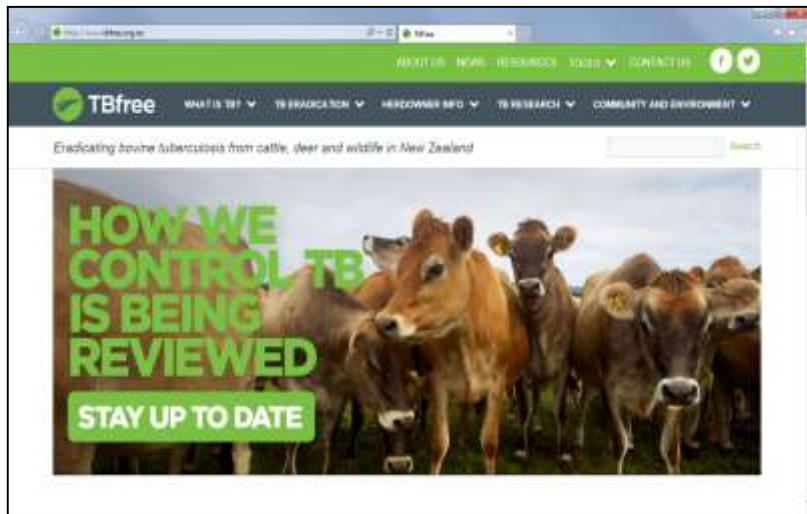 TBfree
ABOUT US NEWS RESOURCES TOOLS CONTACT US
TBfree WHAT IS TB? TB ERADICATION HERDOWNER INFO TB RESEARCH COMMUNITY AND ENVIRONMENT
Eradicating bovine tuberculosis from cattle, deer and wildlife in New Zealand Search
HOW WE
CONTROL TB
IS BEING
REVIEWED
STAY UP TO DATE